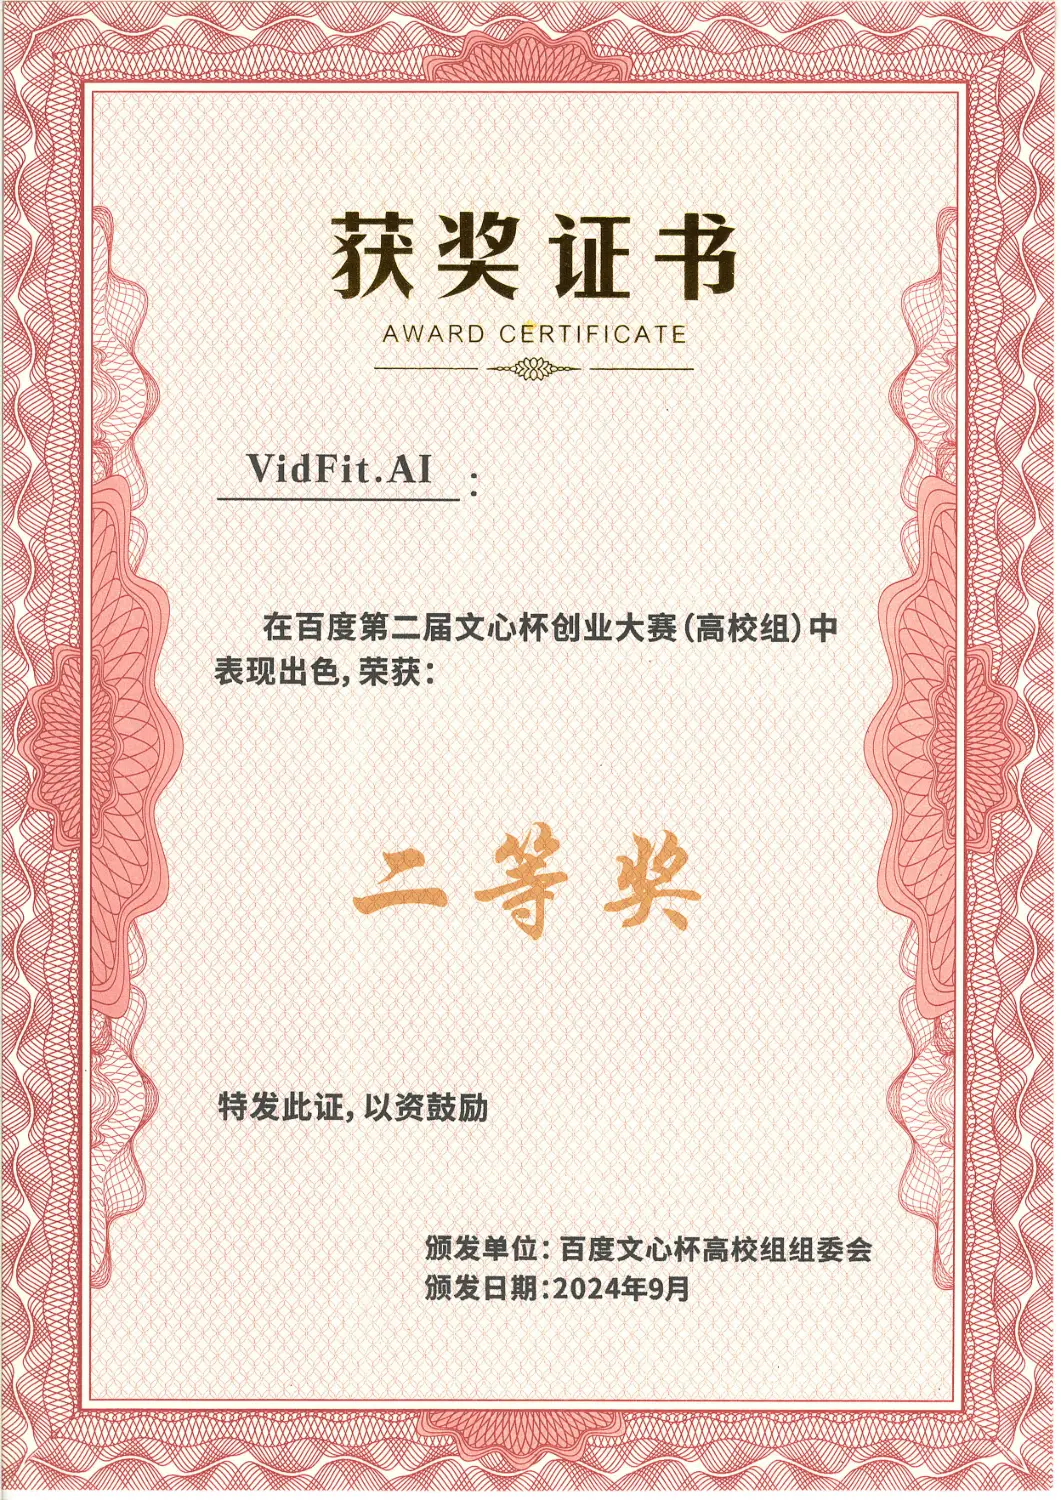 获奖证书
AWARD CERTIFICATE
VidFit.AI :
在百度第二届文心杯创业大赛(高校组)中
表现出色,荣获:
二等奖
特发此证,以资鼓励
颁发单位:百度文心杯高校组组委会
颁发日期:2024年9月